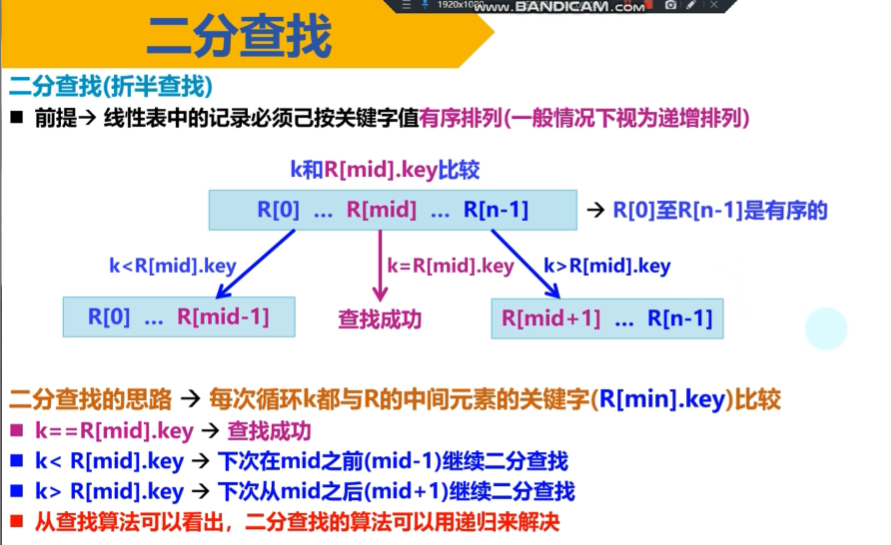 1920x10
www.BANDICAM.com
二分查找
二分查找(折半查找)
■ 前提→ 线性表中的记录必须己按关键字值有序排列(一般情况下视为递增排列)
k和R[mid].key比较
R[0] ... R[mid] ... R[n-1] → R[0]至R[n-1]是有序的
k<R[mid].key k=R[mid].key k>R[mid].key
R[0] ... R[mid-1] 查找成功 R[mid+1] ... R[n-1]
二分查找的思路 → 每次循环k都与R的中间元素的关键字(R[min].key)比较
■ k==R[mid].key → 查找成功
■ k< R[mid].key → 下次在mid之前(mid-1)继续二分查找
■ k> R[mid].key → 下次从mid之后(mid+1)继续二分查找
■ 从查找算法可以看出，二分查找的算法可以用递归来解决